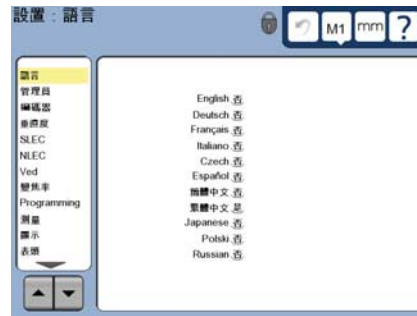 設置：語言
M1 mm ?
語言
管理員
編碼器
垂直度
SLEC
NLEC
Ved
變焦率
Programming
測量
顯示
表頭
English 否
Deutsch 否
Français 否
Italiano 否
Czech 否
Español 否
簡體中文 否
繁體中文 是
Japanese 否
Polski 否
Russian 否